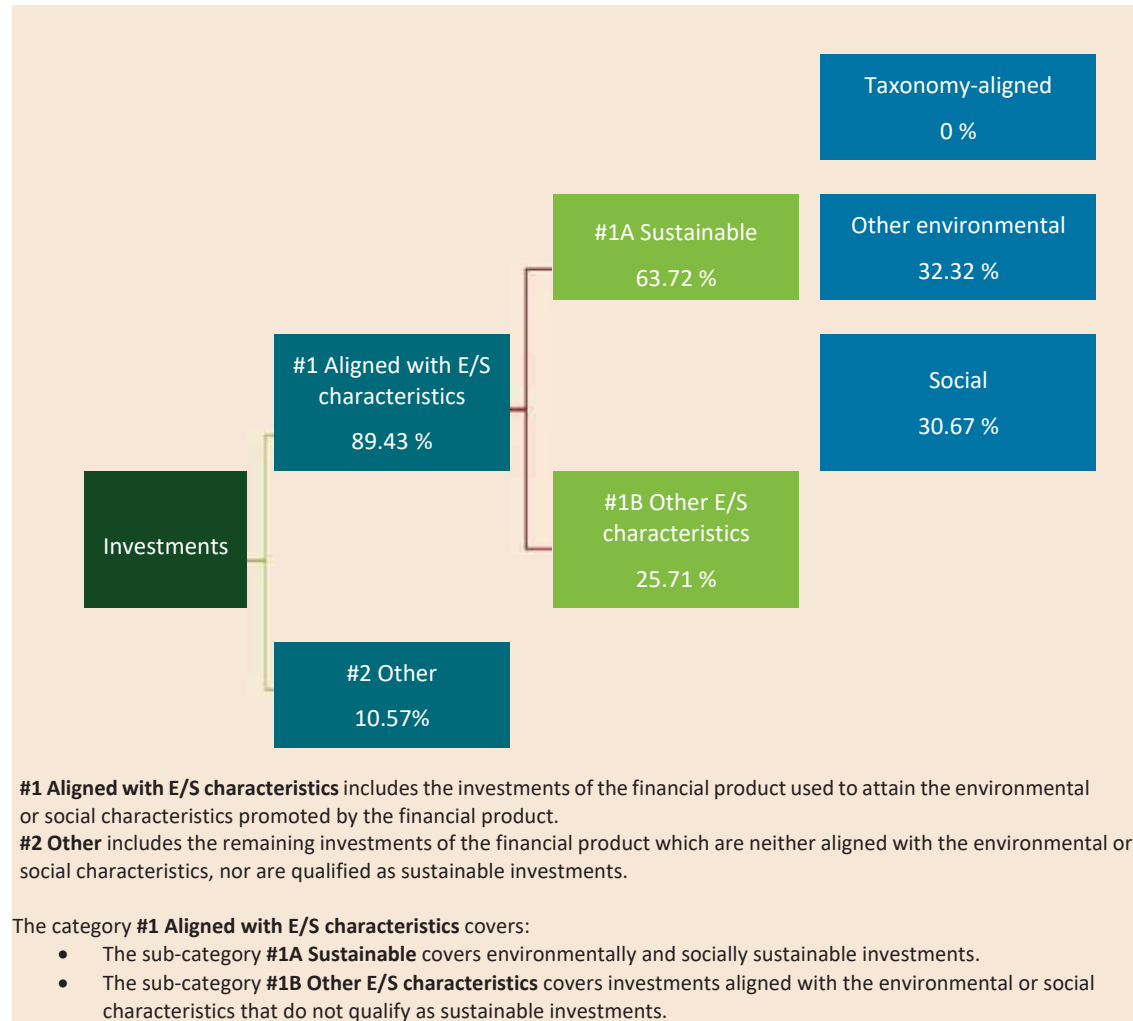 Taxonomy-aligned
0 %
#1A Sustainable
63.72 %
Other environmental
32.32 %
#1 Aligned with E/S
characteristics
89.43 %
Social
30.67 %
Investments
#1B Other E/S
characteristics
25.71 %
#2 Other
10.57%
#1 Aligned with E/S characteristics includes the investments of the financial product used to attain the environmental
or social characteristics promoted by the financial product.
#2 Other includes the remaining investments of the financial product which are neither aligned with the environmental or
social characteristics, nor are qualified as sustainable investments.
The category #1 Aligned with E/S characteristics covers:
• The sub-category #1A Sustainable covers environmentally and socially sustainable investments.
• The sub-category #1B Other E/S characteristics covers investments aligned with the environmental or social
characteristics that do not qualify as sustainable investments.